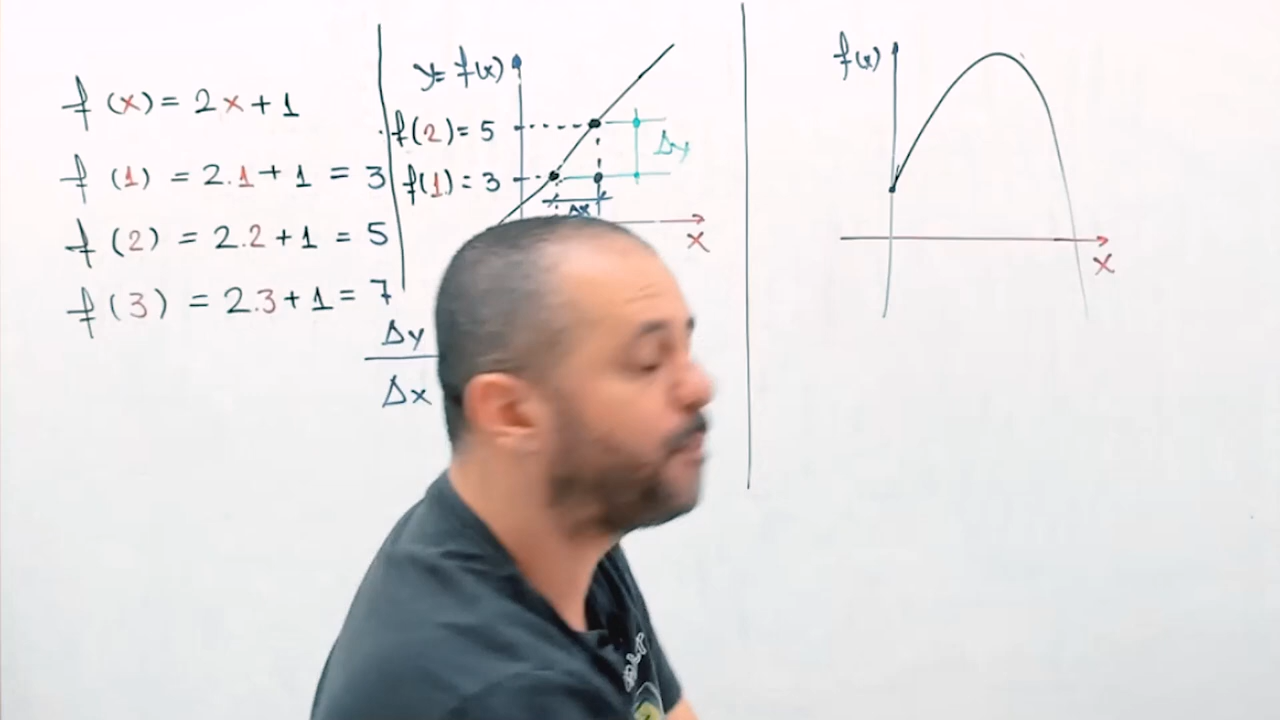 f(x) = 2x + 1
f(1) = 2.1 + 1 = 3
f(2) = 2.2 + 1 = 5
f(3) = 2.3 + 1 = 7
Δy
Δx
y = f(x)
f(2) = 5
f(1) = 3
Δy
Δx
x
f(x)
x